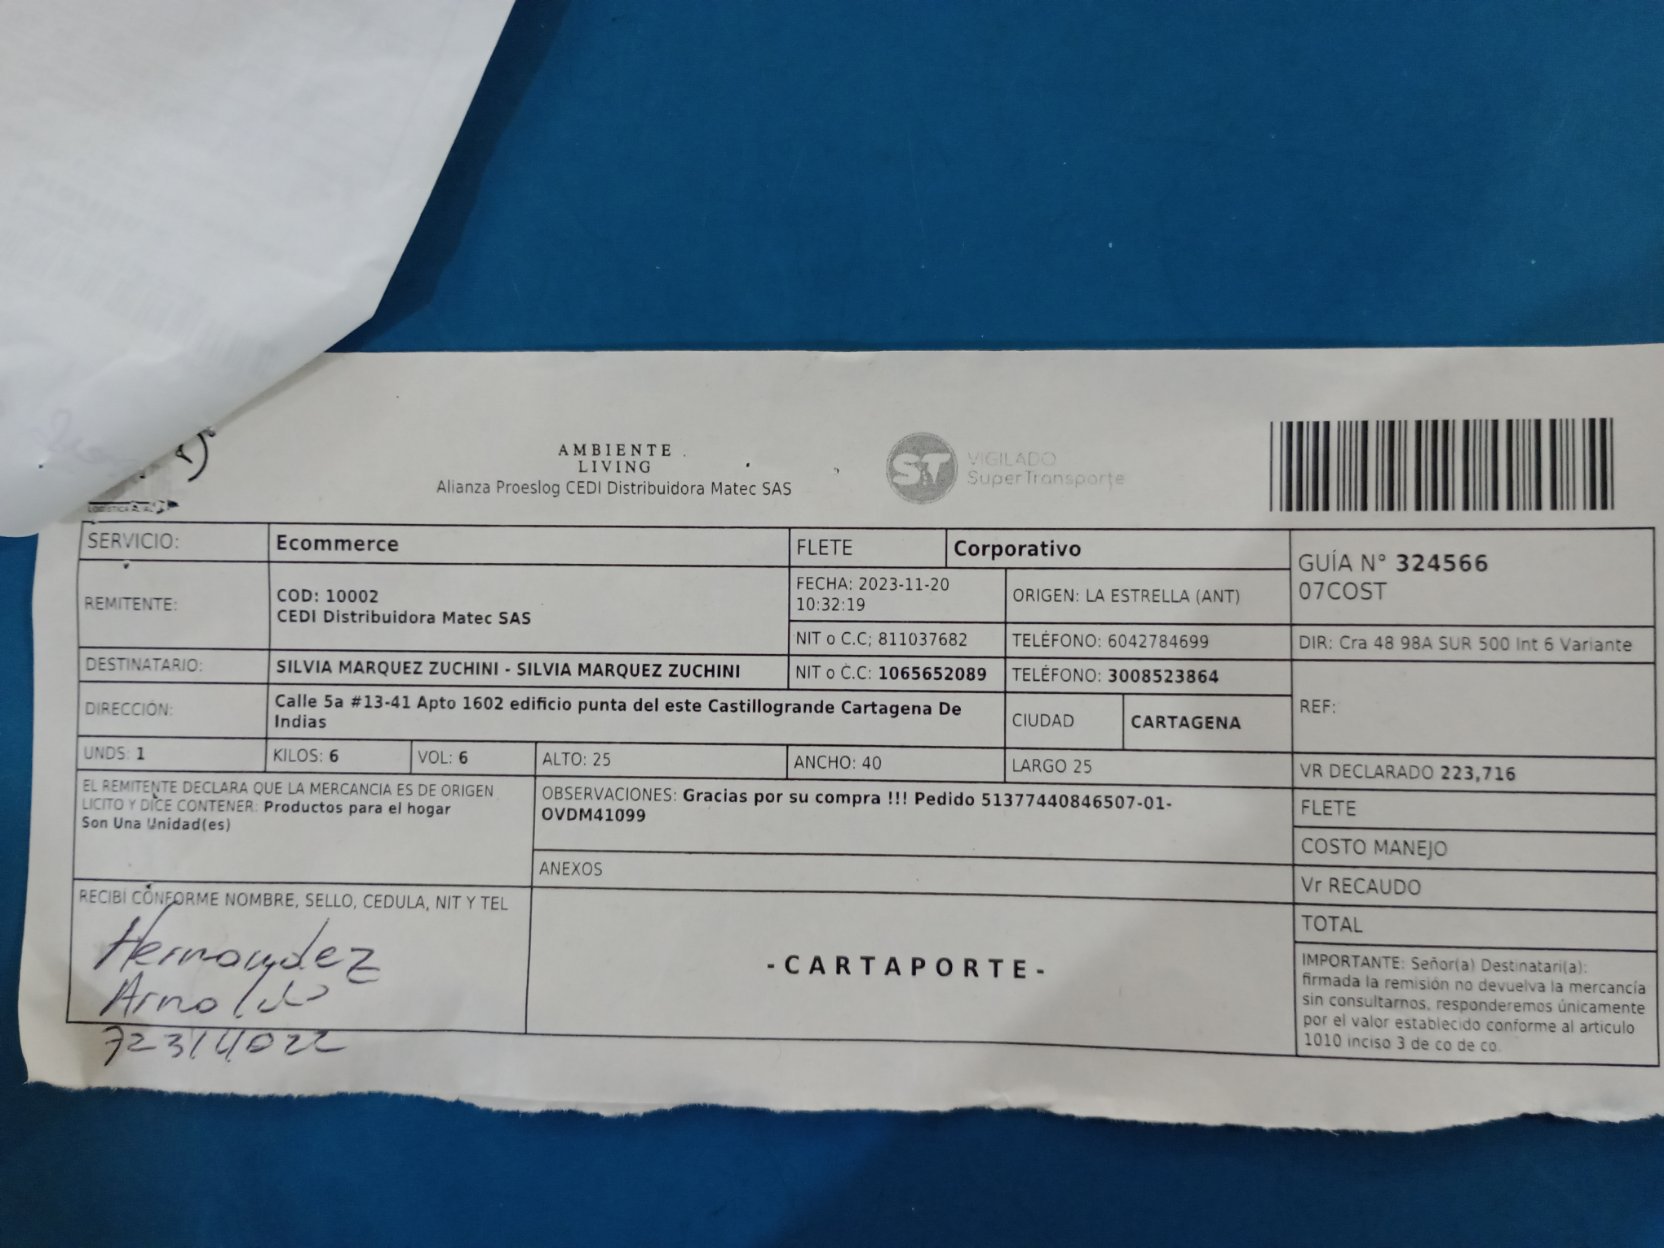 AMBIENTE
LIVING
Alianza Proeslog CEDI Distribuidora Matec SAS
ST
VIGILADO
SuperTransporte
SERVICIO:
Ecommerce
FLETE
Corporativo
GUÍA N° 324566
07COST
REMITENTE:
COD: 10002
CEDI Distribuidora Matec SAS
FECHA: 2023-11-20
10:32:19
ORIGEN: LA ESTRELLA (ANT)
NIT o C.C; 811037682
TELÉFONO: 6042784699
DIR: Cra 48 98A SUR 500 Int 6 Variante
DESTINATARIO:
SILVIA MARQUEZ ZUCHINI - SILVIA MARQUEZ ZUCHINI
NIT o C.C: 1065652089
TELÉFONO: 3008523864
REF:
DIRECCIÓN:
Calle 5a #13-41 Apto 1602 edificio punta del este Castillogrande Cartagena De
Indias
CIUDAD
CARTAGENA
UNDS: 1
KILOS: 6
VOL: 6
ALTO: 25
ANCHO: 40
LARGO 25
VR DECLARADO 223,716
EL REMITENTE DECLARA QUE LA MERCANCIA ES DE ORIGEN
LICITO Y DICE CONTENER: Productos para el hogar
Son Una Unidad(es)
OBSERVACIONES: Gracias por su compra !!! Pedido 51377440846507-01-
OVDM41099
FLETE
COSTO MANEJO
ANEXOS
Vr RECAUDO
TOTAL
RECIBÍ CONFORME NOMBRE, SELLO, CEDULA, NIT Y TEL
Hernandez
Arnoldo
-CARTAPORTE-
IMPORTANTE: Señor(a) Destinatari(a):
firmada la remisión no devuelva la mercancía
sin consultarnos, responderemos únicamente
por el valor establecido conforme al articulo
1010 inciso 3 de co de co.